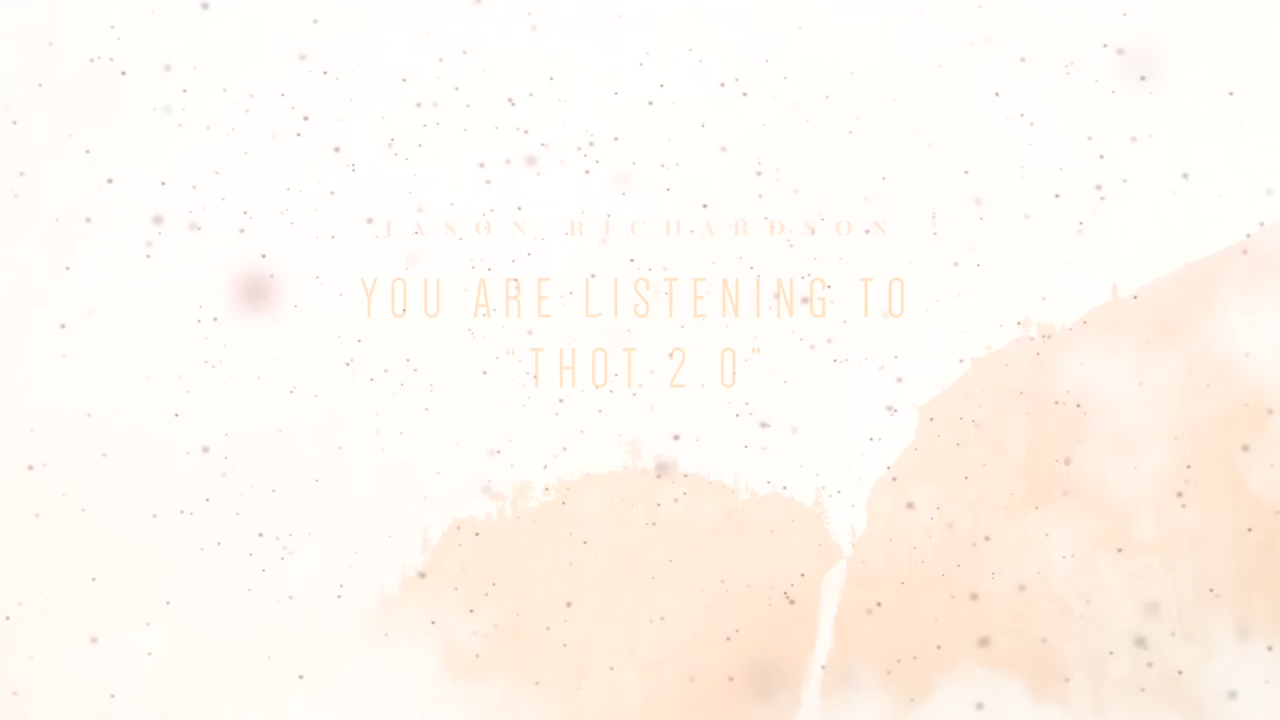 JASON RICHARDSON
YOU ARE LISTENING TO
“THOT 2.0”